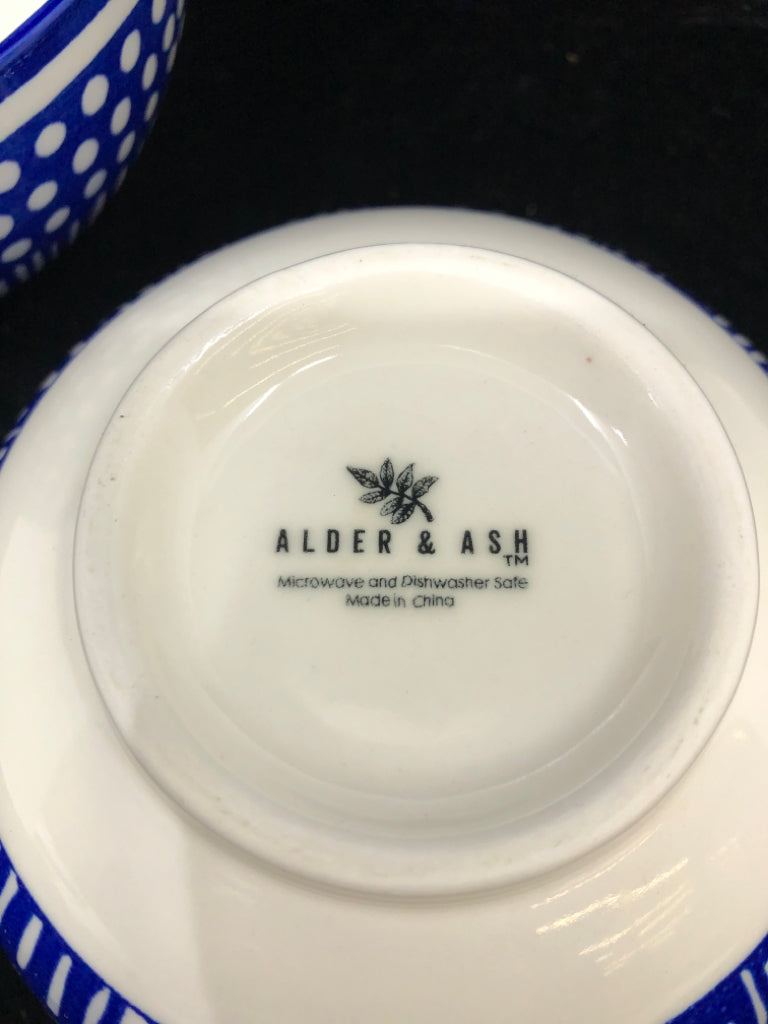 ALDER & ASH
TM
Microwave and Dishwasher Safe
Made in China